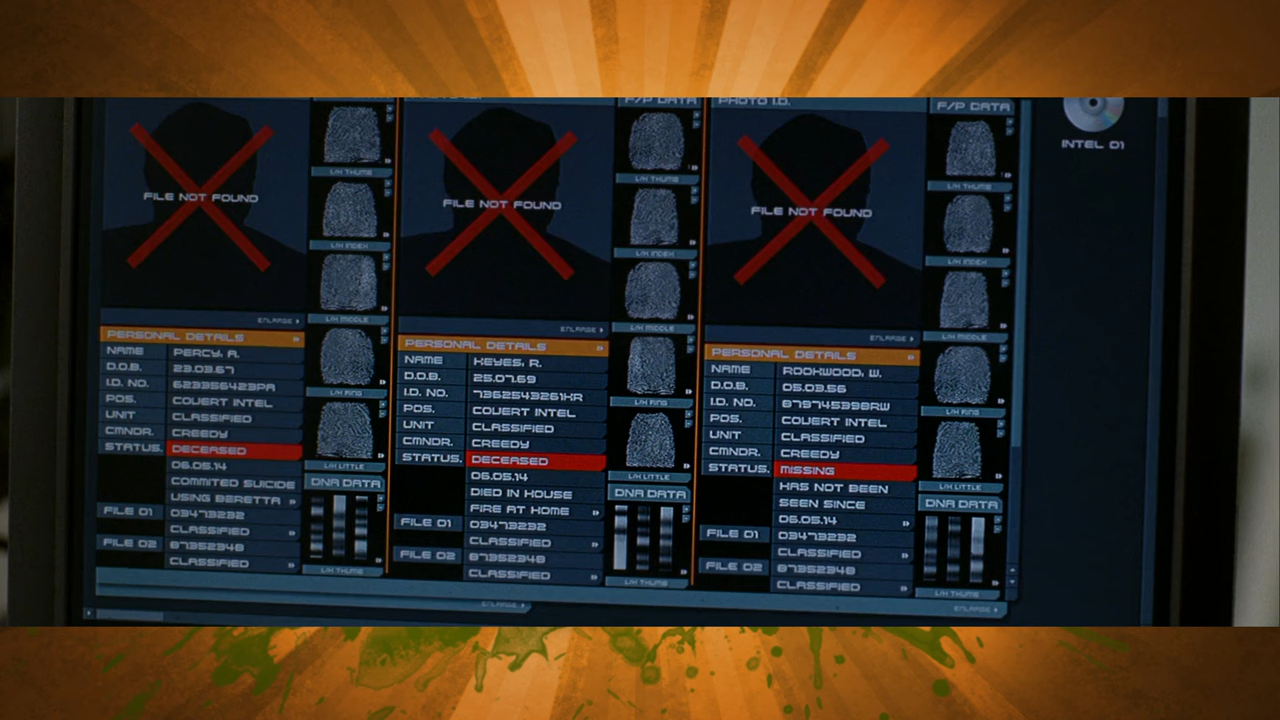 PHOTO I.D.
F/P DATA
F/P DATA
INTEL 01
FILE NOT FOUND
L/H THUMB
L/H INDEX
L/H MIDDLE
L/H RING
L/H LITTLE
ENLARGE
PERSONAL DETAILS
NAME PERCY, A.
D.O.B. 23.03.67
I.D. NO. 623356423PA
POS. COVERT INTEL
UNIT CLASSIFIED
CMNDR. CREEDY
STATUS. DECEASED
06.05.14
COMMITED SUICIDE
USING BERETTA
FILE 01 03473232
CLASSIFIED
FILE 02 87352348
CLASSIFIED
DNA DATA
L/H THUMB
FILE NOT FOUND
L/H THUMB
L/H INDEX
L/H MIDDLE
L/H RING
L/H LITTLE
ENLARGE
PERSONAL DETAILS
NAME KEYES, R.
D.O.B. 25.07.69
I.D. NO. 7362543261KR
POS. COVERT INTEL
UNIT CLASSIFIED
CMNDR. CREEDY
STATUS. DECEASED
06.05.14
DIED IN HOUSE
FIRE AT HOME
FILE 01 03473232
CLASSIFIED
FILE 02 87352348
CLASSIFIED
DNA DATA
L/H THUMB
ENLARGE
FILE NOT FOUND
L/H THUMB
L/H INDEX
L/H MIDDLE
L/H RING
L/H LITTLE
ENLARGE
PERSONAL DETAILS
NAME ROOKWOOD, W.
D.O.B. 05.03.56
I.D. NO. 879745398RW
POS. COVERT INTEL
UNIT CLASSIFIED
CMNDR. CREEDY
STATUS. MISSING
HAS NOT BEEN
SEEN SINCE
06.05.14
FILE 01 03473232
CLASSIFIED
FILE 02 87352348
CLASSIFIED
DNA DATA
L/H THUMB
ENLARGE